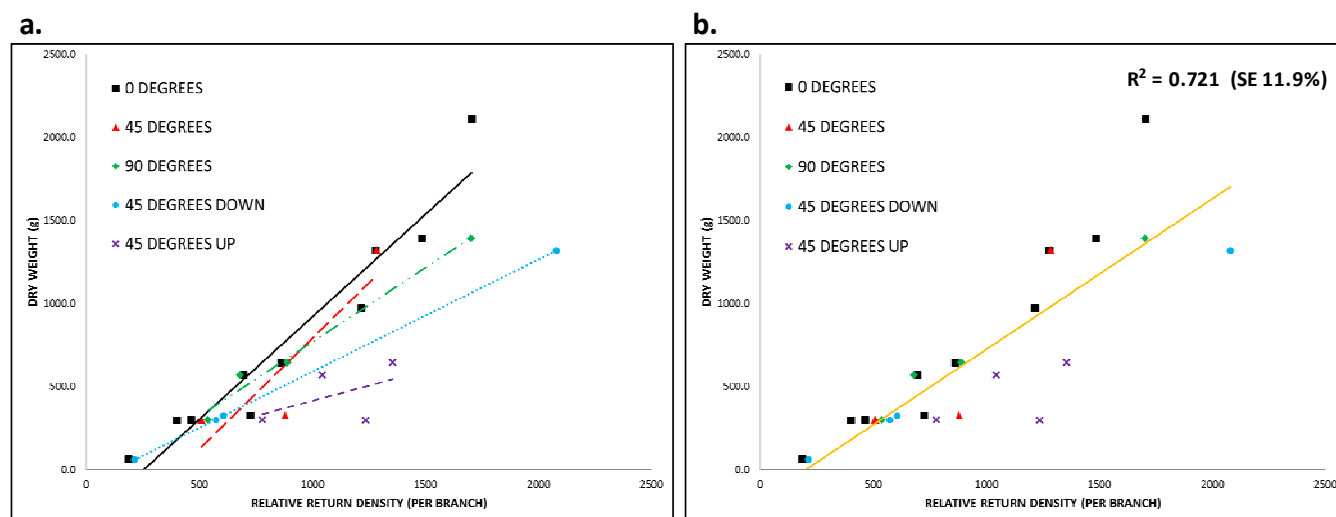 a.
2500.0
2000.0
1500.0
1000.0
500.0
0.0
DRY WEIGHT (g)
0 DEGREES
45 DEGREES
90 DEGREES
45 DEGREES DOWN
45 DEGREES UP
0 500 1000 1500 2000 2500
RELATIVE RETURN DENSITY (PER BRANCH)
b.
2500.0
2000.0
1500.0
1000.0
500.0
0.0
DRY WEIGHT (g)
R² = 0.721 (SE 11.9%)
0 DEGREES
45 DEGREES
90 DEGREES
45 DEGREES DOWN
45 DEGREES UP
0 500 1000 1500 2000 2500
RELATIVE RETURN DENSITY (PER BRANCH)